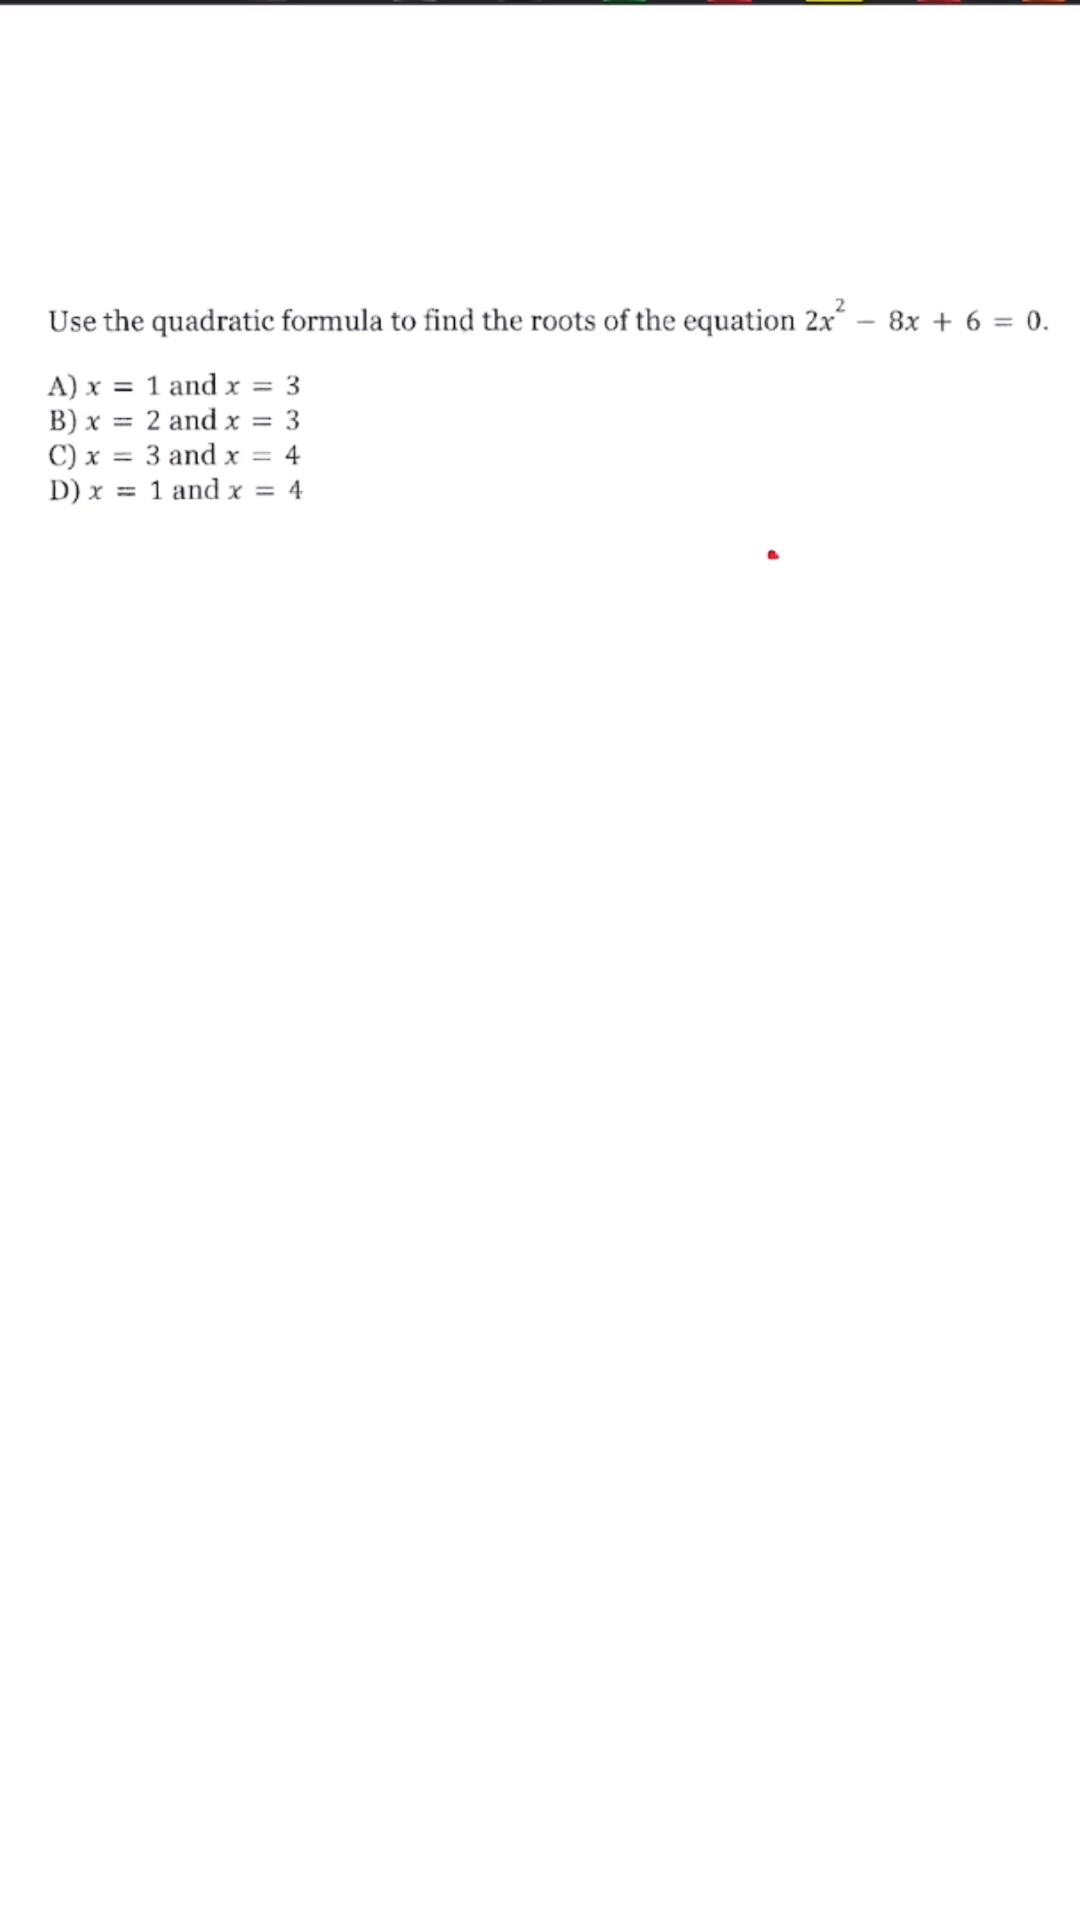 Use the quadratic formula to find the roots of the equation 2x² − 8x + 6 = 0.
A) x = 1 and x = 3
B) x = 2 and x = 3
C) x = 3 and x = 4
D) x = 1 and x = 4